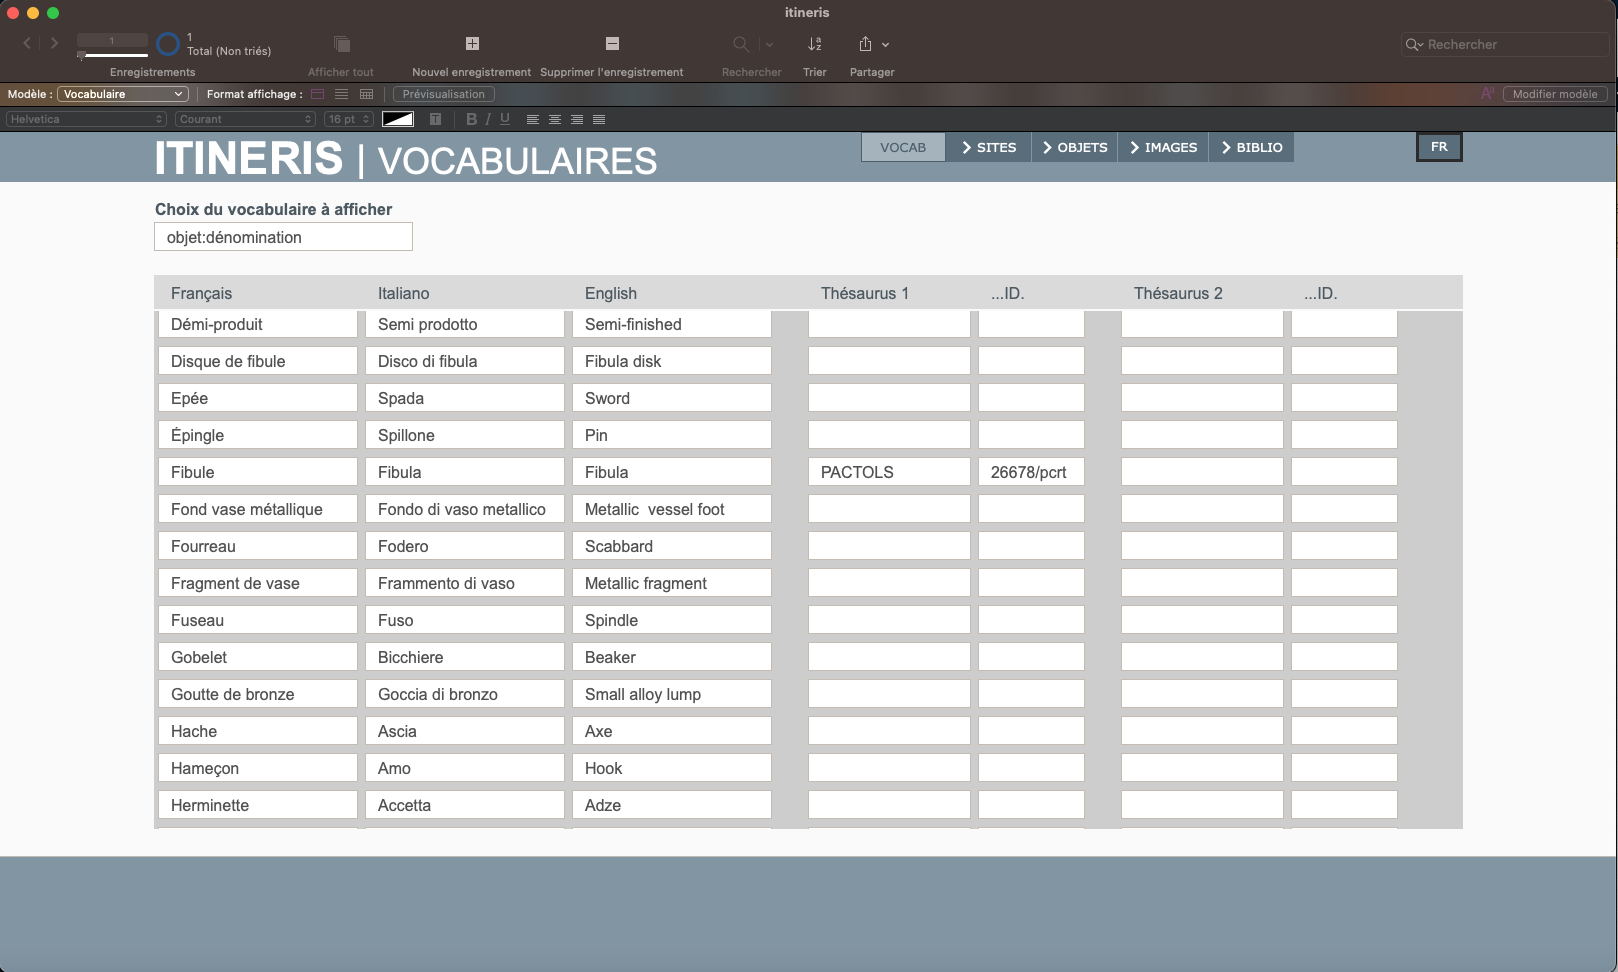 itineris
1
1
Total (Non triés)
Enregistrements
Afficher tout
Nouvel enregistrement
Supprimer l'enregistrement
Rechercher
Trier
Partager
Rechercher
Modèle : Vocabulaire
Format affichage :
Prévisualisation
Aª
Modifier modèle
Helvetica
Courant
16 pt
T
B I U
ITINERIS | VOCABULAIRES
VOCAB
SITES
OBJETS
IMAGES
BIBLIO
FR
Choix du vocabulaire à afficher
objet:dénomination
Français Italiano English Thésaurus 1 ...ID. Thésaurus 2 ...ID.
Démi-produit Semi prodotto Semi-finished
Disque de fibule Disco di fibula Fibula disk
Epée Spada Sword
Épingle Spillone Pin
Fibule Fibula Fibula PACTOLS 26678/pcrt
Fond vase métallique Fondo di vaso metallico Metallic  vessel foot
Fourreau Fodero Scabbard
Fragment de vase Frammento di vaso Metallic fragment
Fuseau Fuso Spindle
Gobelet Bicchiere Beaker
Goutte de bronze Goccia di bronzo Small alloy lump
Hache Ascia Axe
Hameçon Amo Hook
Herminette Accetta Adze